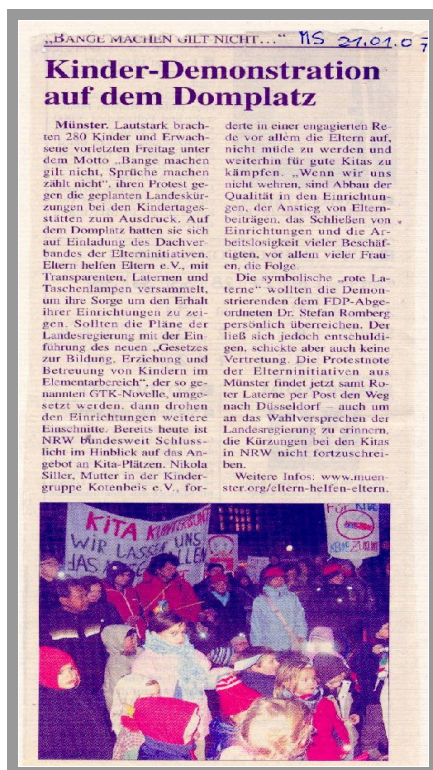 „BANGE MACHEN GILT NICHT..."
MS 21.01.07
Kinder-Demonstration
auf dem Domplatz
Münster. Lautstark brach-
ten 280 Kinder und Erwach-
sene vorletzten Freitag unter
dem Motto „Bange machen
gilt nicht, Sprüche machen
zählt nicht", ihren Protest ge-
gen die geplanten Landeskür-
zungen bei den Kindertages-
stätten zum Ausdruck. Auf
dem Domplatz hatten sie sich
auf Einladung des Dachver-
bandes der Elterninitiativen,
Eltern helfen Eltern e.V., mit
Transparenten, Laternen und
Taschenlampen versammelt,
um ihre Sorge um den Erhalt
ihrer Einrichtungen zu zei-
gen. Sollten die Pläne der
Landesregierung mit der Ein-
führung des neuen „Gesetzes
zur Bildung, Erziehung und
Betreuung von Kindern im
Elementarbereich", der so ge-
nannten GTK-Novelle, umge-
setzt werden, dann drohen
den Einrichtungen weitere
Einschnitte. Bereits heute ist
NRW bundesweit Schluss-
licht im Hinblick auf das An-
gebot an Kita-Plätzen. Nikola
Siller, Mutter in der Kinder-
gruppe Kotenbeis e.V., for-
derte in einer engagierten Re-
de vor allem die Eltern auf,
nicht müde zu werden und
weiterhin für gute Kitas zu
kämpfen. „Wenn wir uns
nicht wehren, sind Abbau der
Qualität in den Einrichtun-
gen, der Anstieg von Eltern-
beiträgen, das Schließen von
Einrichtungen und die Ar-
beitslosigkeit vieler Beschäf-
tigten, vor allem vieler Frau-
en, die Folge.
Die symbolische „rote La-
terne" wollten die Demon-
strierenden dem FDP-Abge-
ordneten Dr. Stefan Romberg
persönlich überreichen. Der
ließ sich jedoch entschuldi-
gen, schickte aber auch keine
Vertretung. Die Protestnote
der Elterninitiativen aus
Münster findet jetzt samt Ro-
ter Laterne per Post den Weg
nach Düsseldorf – auch um
an das Wahlversprechen der
Landesregierung zu erinnern,
die Kürzungen bei den Kitas
in NRW nicht fortzuschrei-
ben.
Weitere Infos: www.muen-
ster.org/eltern-helfen-eltern.
KiTA KUNTERBUNT
WIR LASSEN UNS
DAS
FÜR